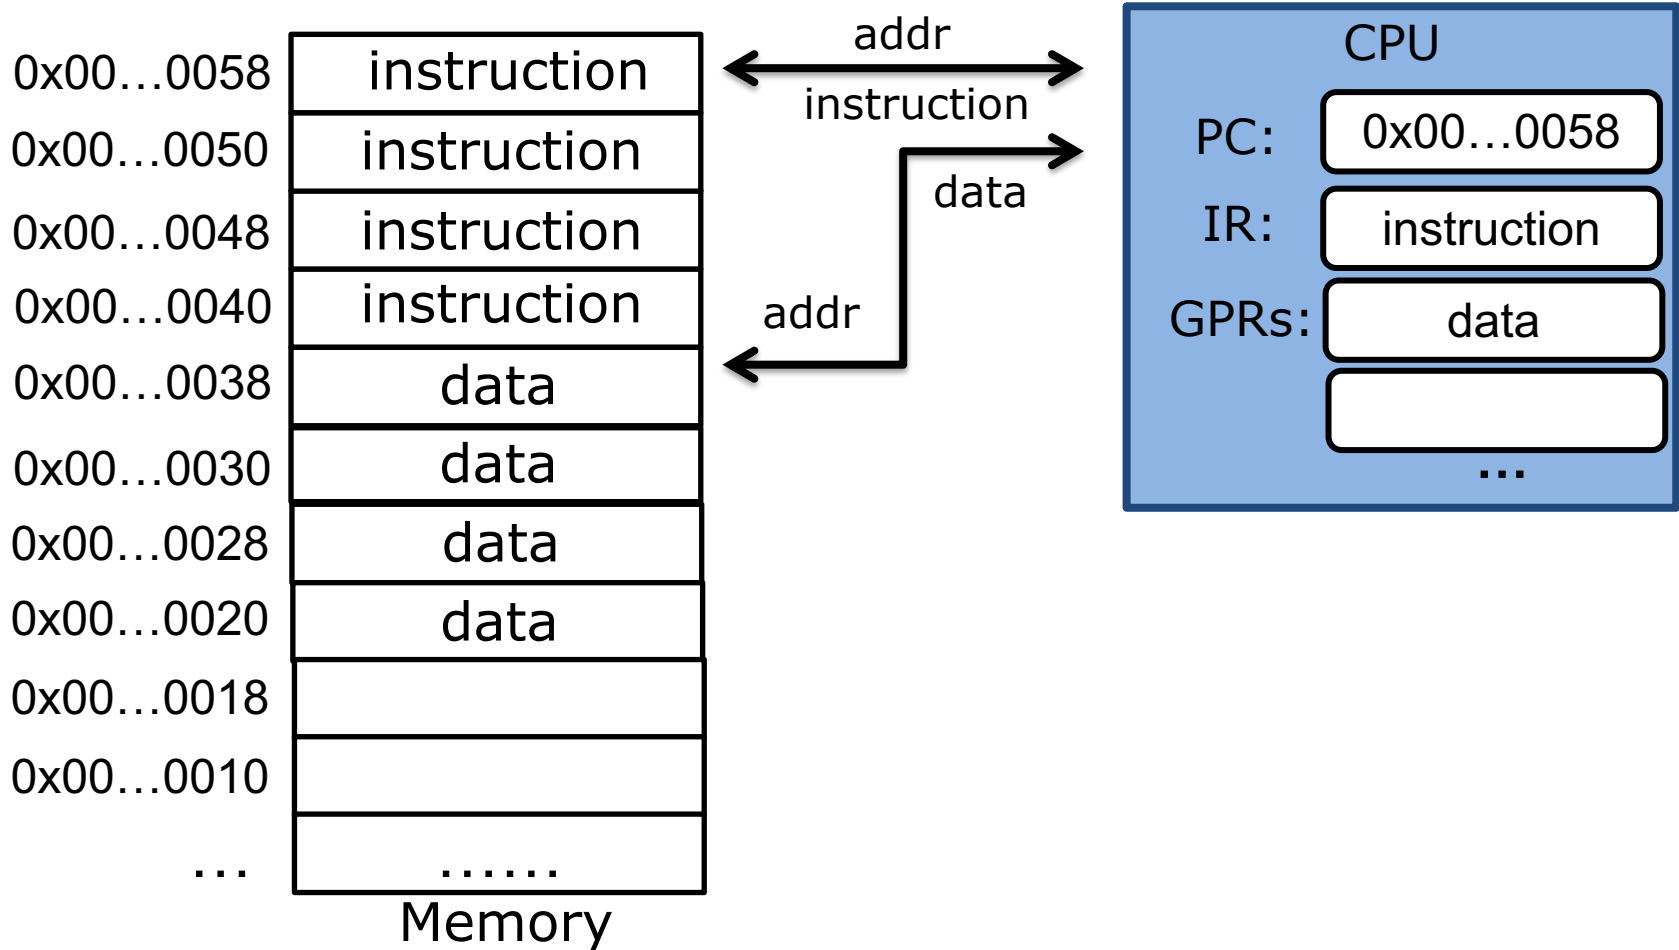 0x00…0058 instruction
0x00…0050 instruction
0x00…0048 instruction
0x00…0040 instruction
0x00…0038 data
0x00…0030 data
0x00…0028 data
0x00…0020 data
0x00…0018
0x00…0010
… ……
Memory
addr
instruction
data
addr
CPU
PC: 0x00…0058
IR: instruction
GPRs: data
…